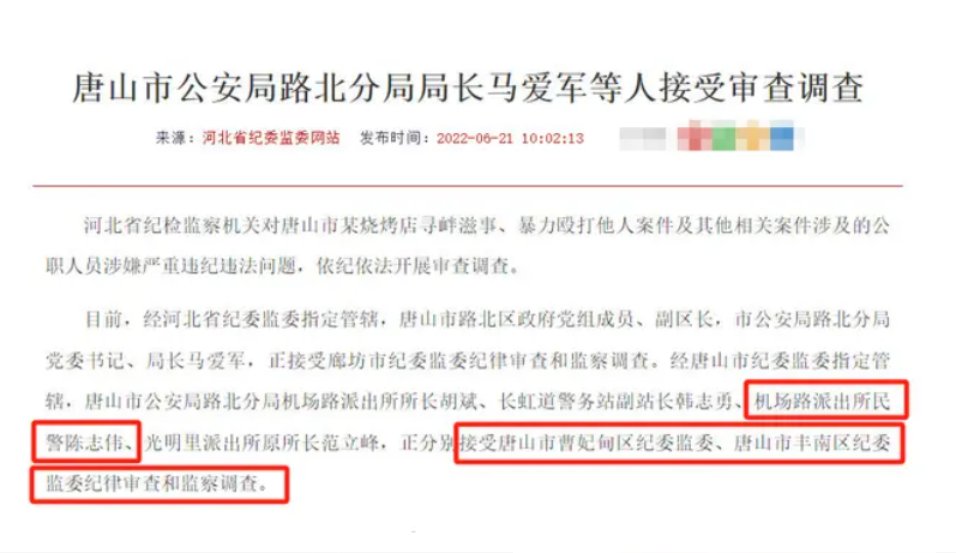 唐山市公安局路北分局局长马爱军等人接受审查调查
来源：河北省纪委监委网站 发布时间：2022-06-21 10:02:13
河北省纪检监察机关对唐山市某烧烤店寻衅滋事、暴力殴打他人案件及其他相关案件涉及的公
职人员涉嫌严重违纪违法问题，依纪依法开展审查调查。
目前，经河北省纪委监委指定管辖，唐山市路北区政府党组成员、副区长，市公安局路北分局
党委书记、局长马爱军，正接受廊坊市纪委监委纪律审查和监察调查。经唐山市纪委监委指定管
辖，唐山市公安局路北分局机场路派出所所长胡斌、长虹道警务站副站长韩志勇、机场路派出所民
警陈志伟、光明里派出所原所长范立峰，正分别接受唐山市曹妃甸区纪委监委、唐山市丰南区纪委
监委纪律审查和监察调查。